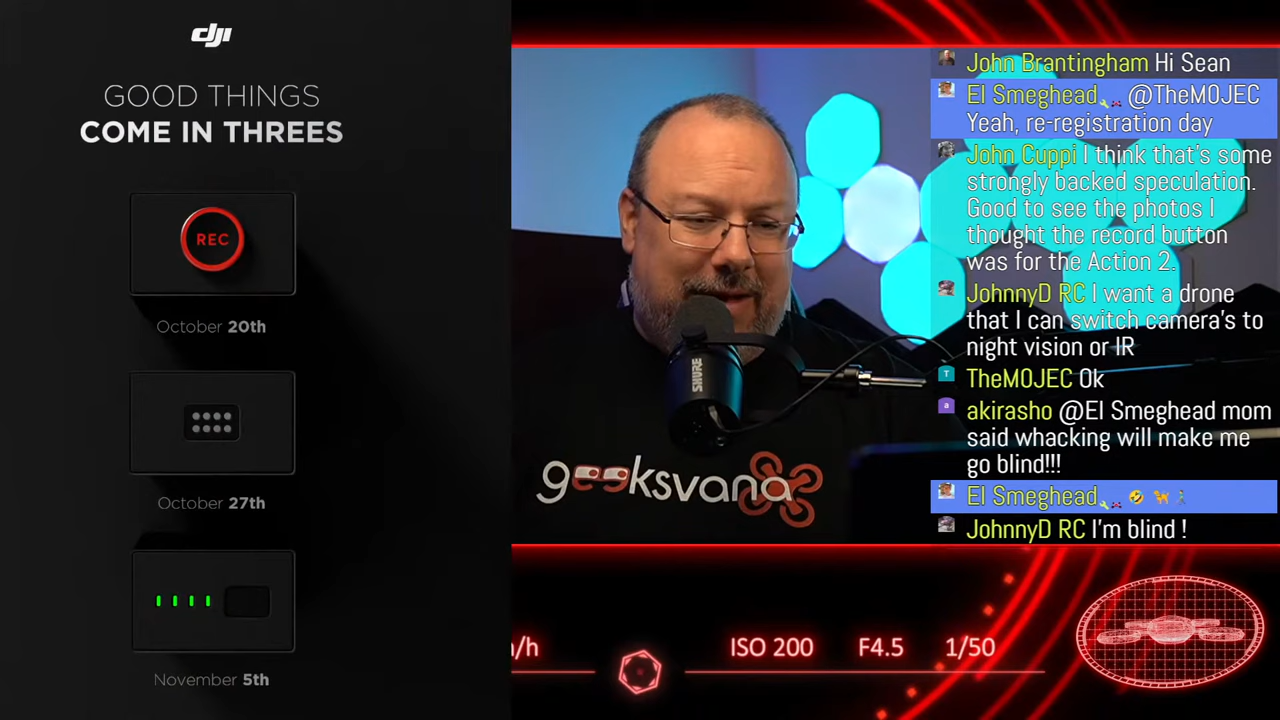 dji
GOOD THINGS
COME IN THREES
REC
October 20th
October 27th
November 5th
John Brantingham Hi Sean
El Smeghead @TheM0JEC
Yeah, re-registration day
John Cuppi I think that's some
strongly backed speculation.
Good to see the photos I
thought the record button
was for the Action 2.
JohnnyD RC I want a drone
that I can switch camera's to
night vision or IR
T TheM0JEC Ok
a akirasho @El Smeghead mom
said whacking will make me
go blind!!!
El Smeghead
JohnnyD RC I'm blind !
SHURE
geeksvana
/h
ISO 200 F4.5 1/50